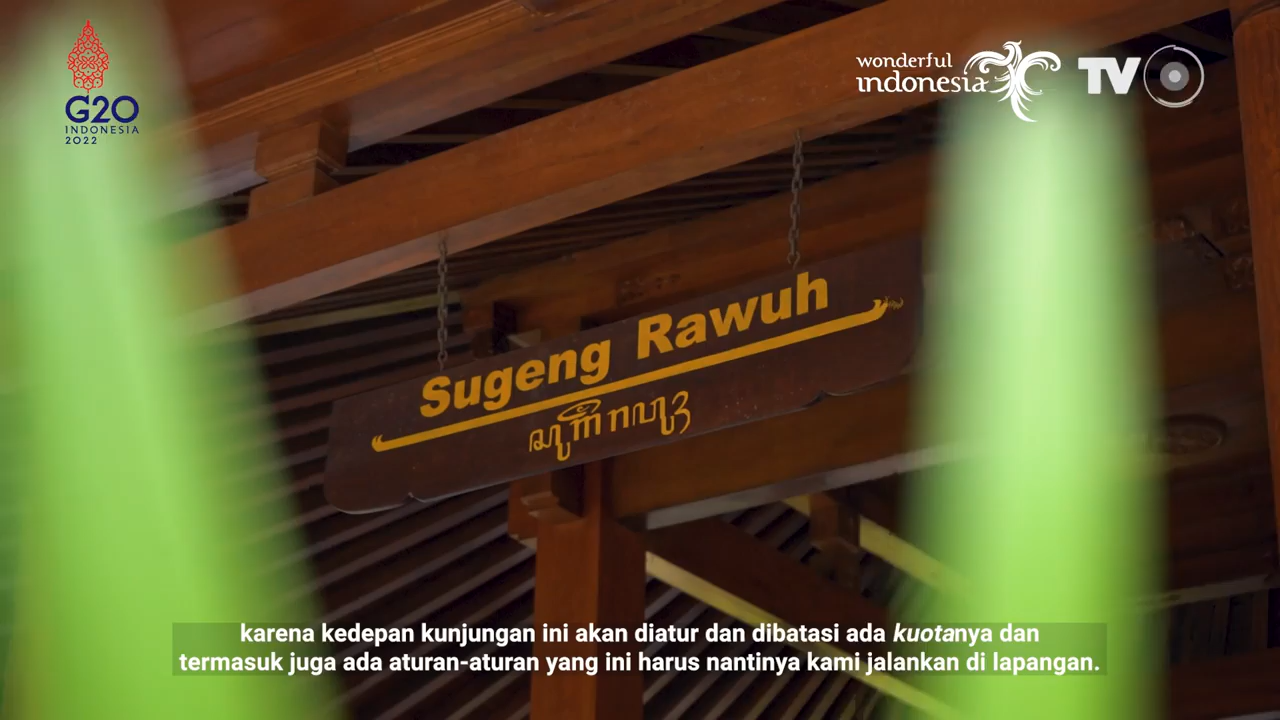 G20
INDONESIA
2022
wonderful
indonesia
TV
Sugeng Rawuh
ꦱꦸꦒꦼꦁꦫꦮꦸꦃ
karena kedepan kunjungan ini akan diatur dan dibatasi ada kuotanya dan
termasuk juga ada aturan-aturan yang ini harus nantinya kami jalankan di lapangan.